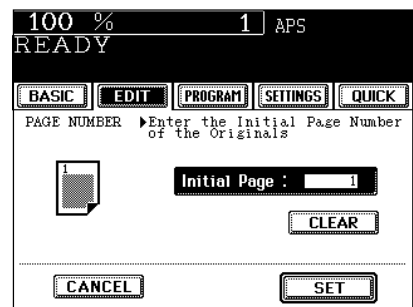 100 % 1 APS
READY
BASIC EDIT PROGRAM SETTINGS QUICK
PAGE NUMBER ▶Enter the Initial Page Number
of the Originals
1
Initial Page : 1
CLEAR
CANCEL SET